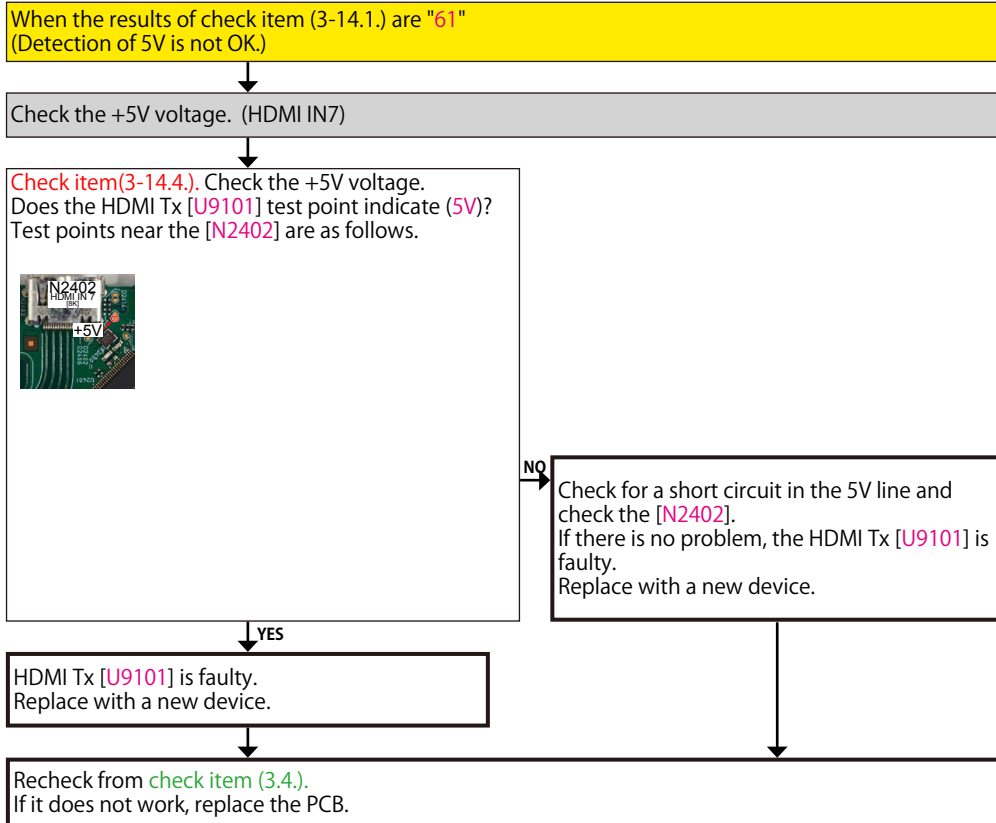 When the results of check item (3-14.1.) are "61"
(Detection of 5V is not OK.)
Check the +5V voltage. (HDMI IN7)
Check item(3-14.4.). Check the +5V voltage.
Does the HDMI Tx [U9101] test point indicate (5V)?
Test points near the [N2402] are as follows.
N2402
HDMI IN 7
[8K]
+5V
NO
Check for a short circuit in the 5V line and
check the [N2402].
If there is no problem, the HDMI Tx [U9101] is
faulty.
Replace with a new device.
YES
HDMI Tx [U9101] is faulty.
Replace with a new device.
Recheck from check item (3.4.).
If it does not work, replace the PCB.